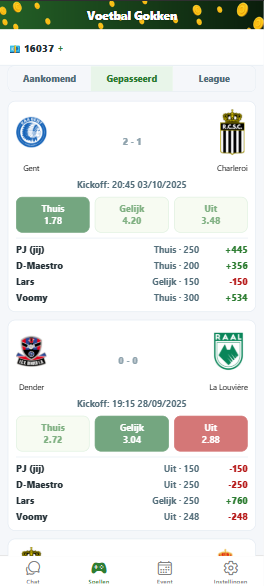 Voetbal Gokken
16037 +
Aankomend Gepasseerd League
R.C.S.C.
2 - 1
Gent Charleroi
Kickoff: 20:45 03/10/2025
Thuis Gelijk Uit
1.78 4.20 3.48
PJ (jij) Thuis · 250 +445
D-Maestro Thuis · 200 +356
Lars Gelijk · 150 -150
Voomy Thuis · 300 +534
RAAL
0 - 0
Dender La Louvière
Kickoff: 19:15 28/09/2025
Thuis Gelijk Uit
2.72 3.04 2.88
PJ (jij) Uit · 150 -150
D-Maestro Uit · 250 -250
Lars Gelijk · 250 +760
Voomy Uit · 248 -248
Chat Spellen Event Instellingen